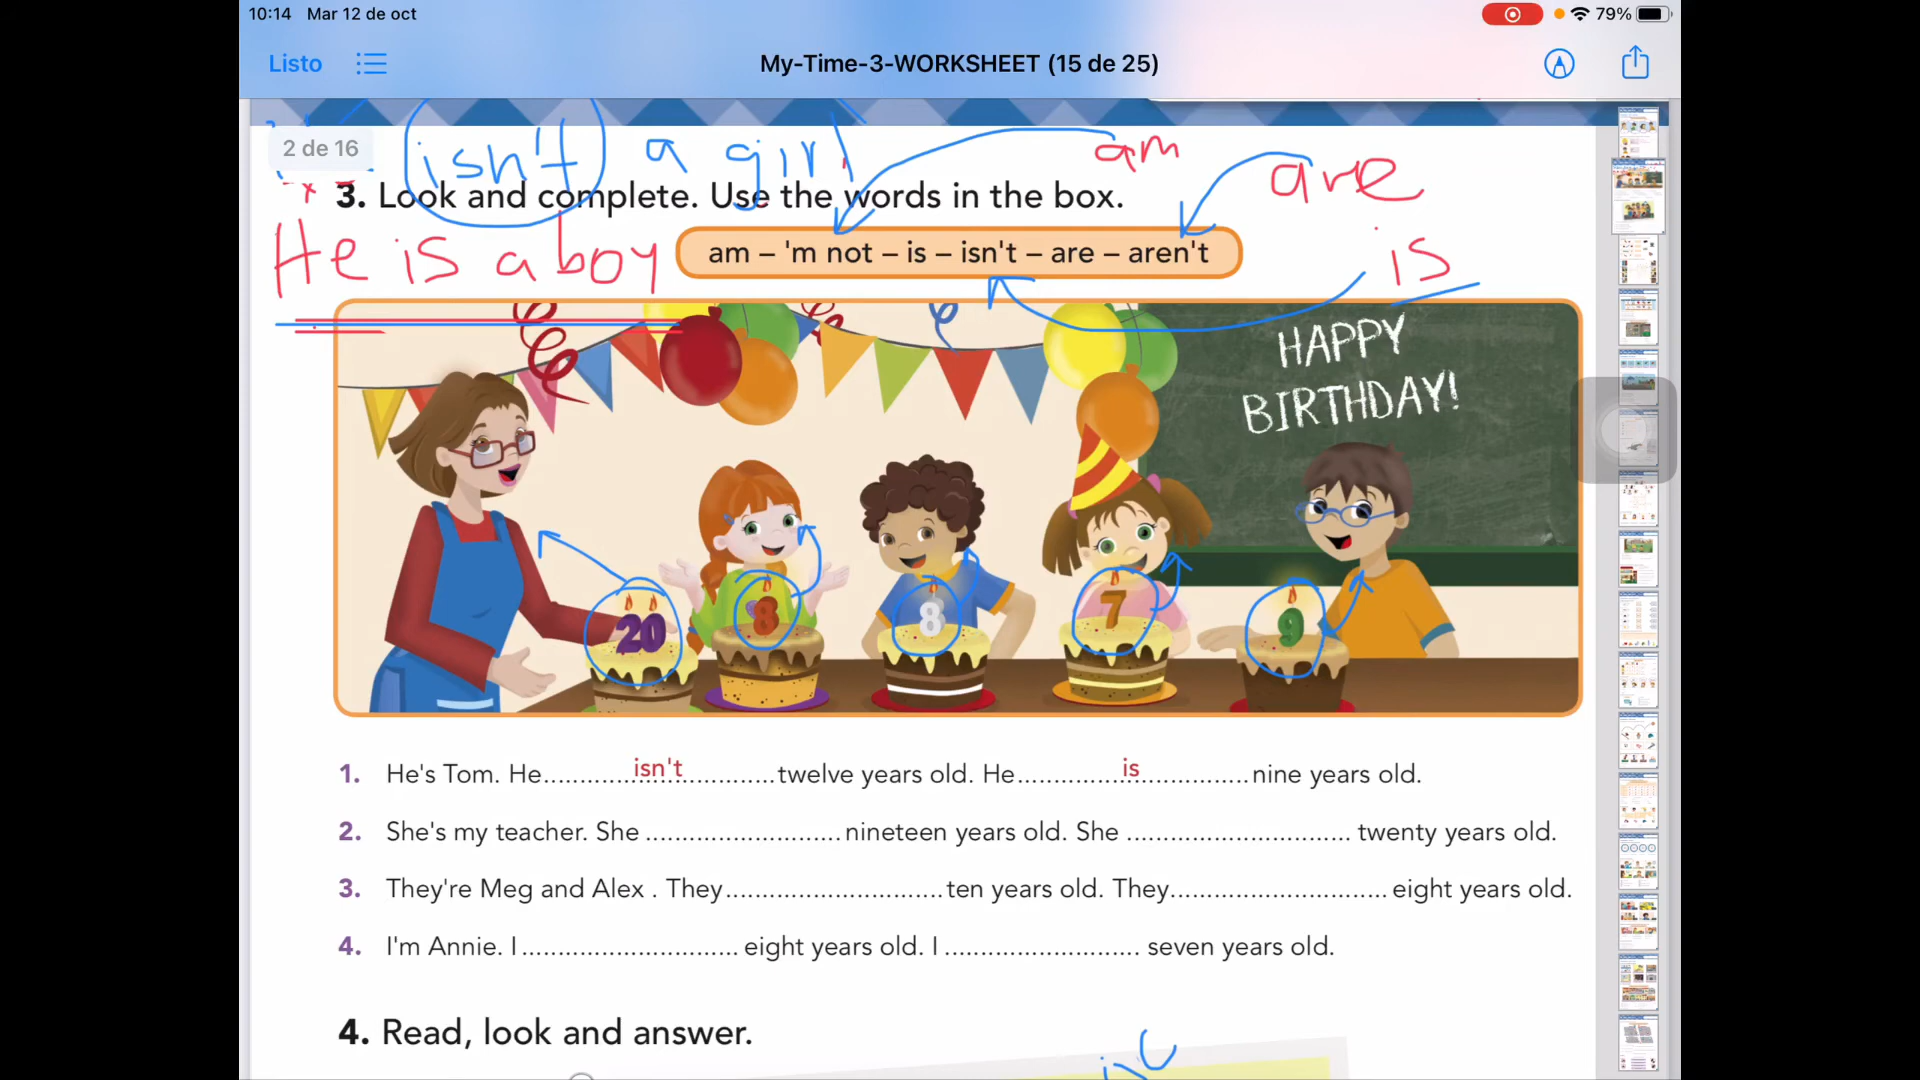 10:14 Mar 12 de oct 79%
Listo My-Time-3-WORKSHEET (15 de 25)
2 de 16
isn't a girl am are
3. Look and complete. Use the words in the box.
He is a boy is
am – 'm not – is – isn't – are – aren't
HAPPY
BIRTHDAY!
20 8 8 7 9
1. He's Tom. He...........isn't...........twelve years old. He...........is...........nine years old.
2. She's my teacher. She ........................... nineteen years old. She ............................... twenty years old.
3. They're Meg and Alex . They.............................. ten years old. They.............................. eight years old.
4. I'm Annie. I.............................. eight years old. I........................... seven years old.
4. Read, look and answer.